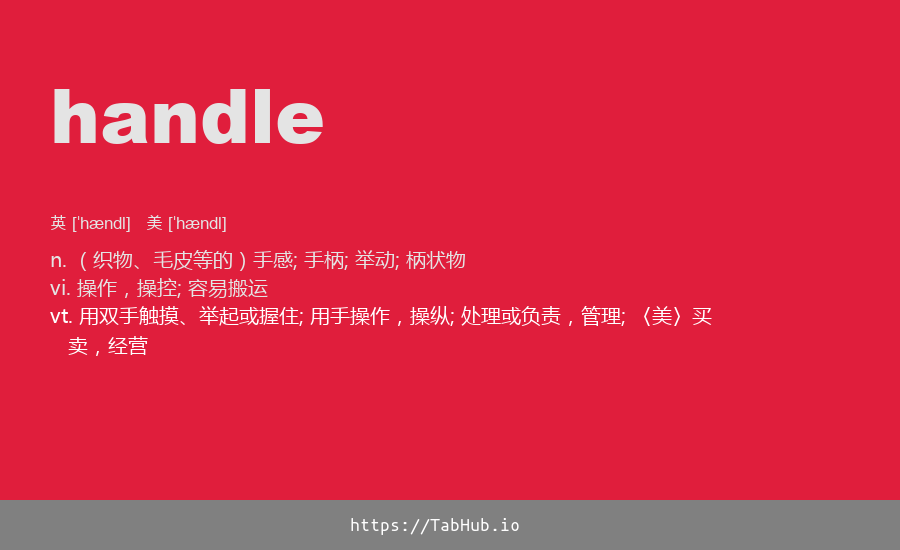 handle
英 ['hændl] 美 ['hændl]
n. （织物、毛皮等的）手感; 手柄; 举动; 柄状物
vi. 操作，操控; 容易搬运
vt. 用双手触摸、举起或握住; 用手操作，操纵; 处理或负责，管理; 〈美〉买
卖，经营
https://TabHub.io